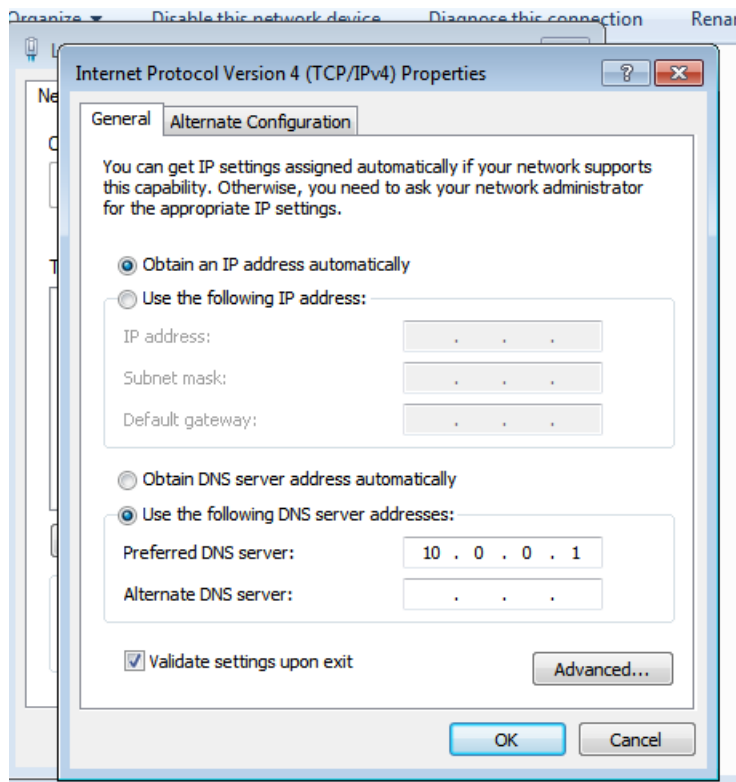 Organize Disable this network device Diagnose this connection
Internet Protocol Version 4 (TCP/IPv4) Properties
General Alternate Configuration
You can get IP settings assigned automatically if your network supports
this capability. Otherwise, you need to ask your network administrator
for the appropriate IP settings.
Obtain an IP address automatically
Use the following IP address:
IP address: . . .
Subnet mask: . . .
Default gateway: . . .
Obtain DNS server address automatically
Use the following DNS server addresses:
Preferred DNS server: 10 . 0 . 0 . 1
Alternate DNS server: . . .
Validate settings upon exit
Advanced...
OK Cancel